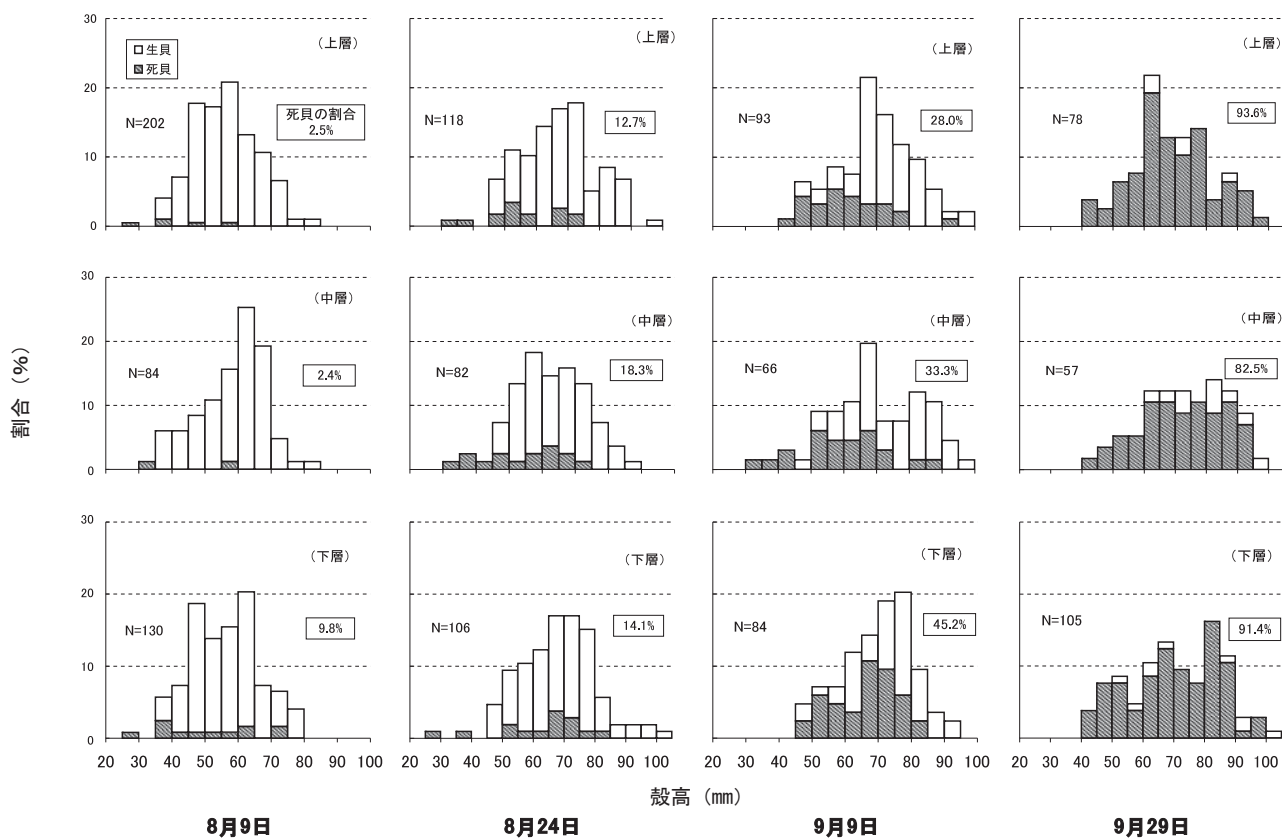 30
20
10
0
生貝
死貝
(上層)
N=202
死貝の割合
2.5%
(上層)
N=118
12.7%
(上層)
N=93
28.0%
(上層)
N=78
93.6%
30
20
10
0
(中層)
N=84
2.4%
(中層)
N=82
18.3%
(中層)
N=66
33.3%
(中層)
N=57
82.5%
割合(%)
30
20
10
0
(下層)
N=130
9.8%
(下層)
N=106
14.1%
(下層)
N=84
45.2%
(下層)
N=105
91.4%
20 30 40 50 60 70 80 90 100
20 30 40 50 60 70 80 90 100
20 30 40 50 60 70 80 90 100
20 30 40 50 60 70 80 90 100
殻高(mm)
8月9日
8月24日
9月9日
9月29日